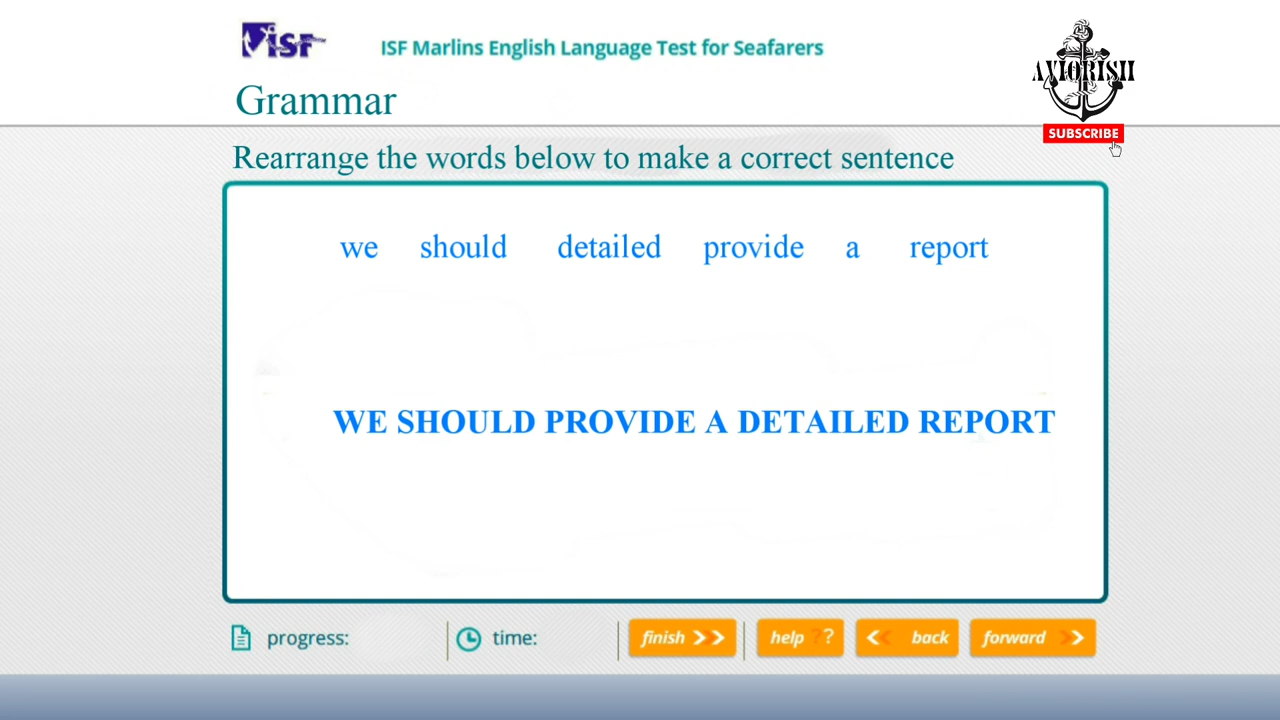 ISF
ISF Marlins English Language Test for Seafarers
AVIORISH
SUBSCRIBE
Grammar
Rearrange the words below to make a correct sentence
we should detailed provide a report
WE SHOULD PROVIDE A DETAILED REPORT
progress: time: finish help ?? back forward